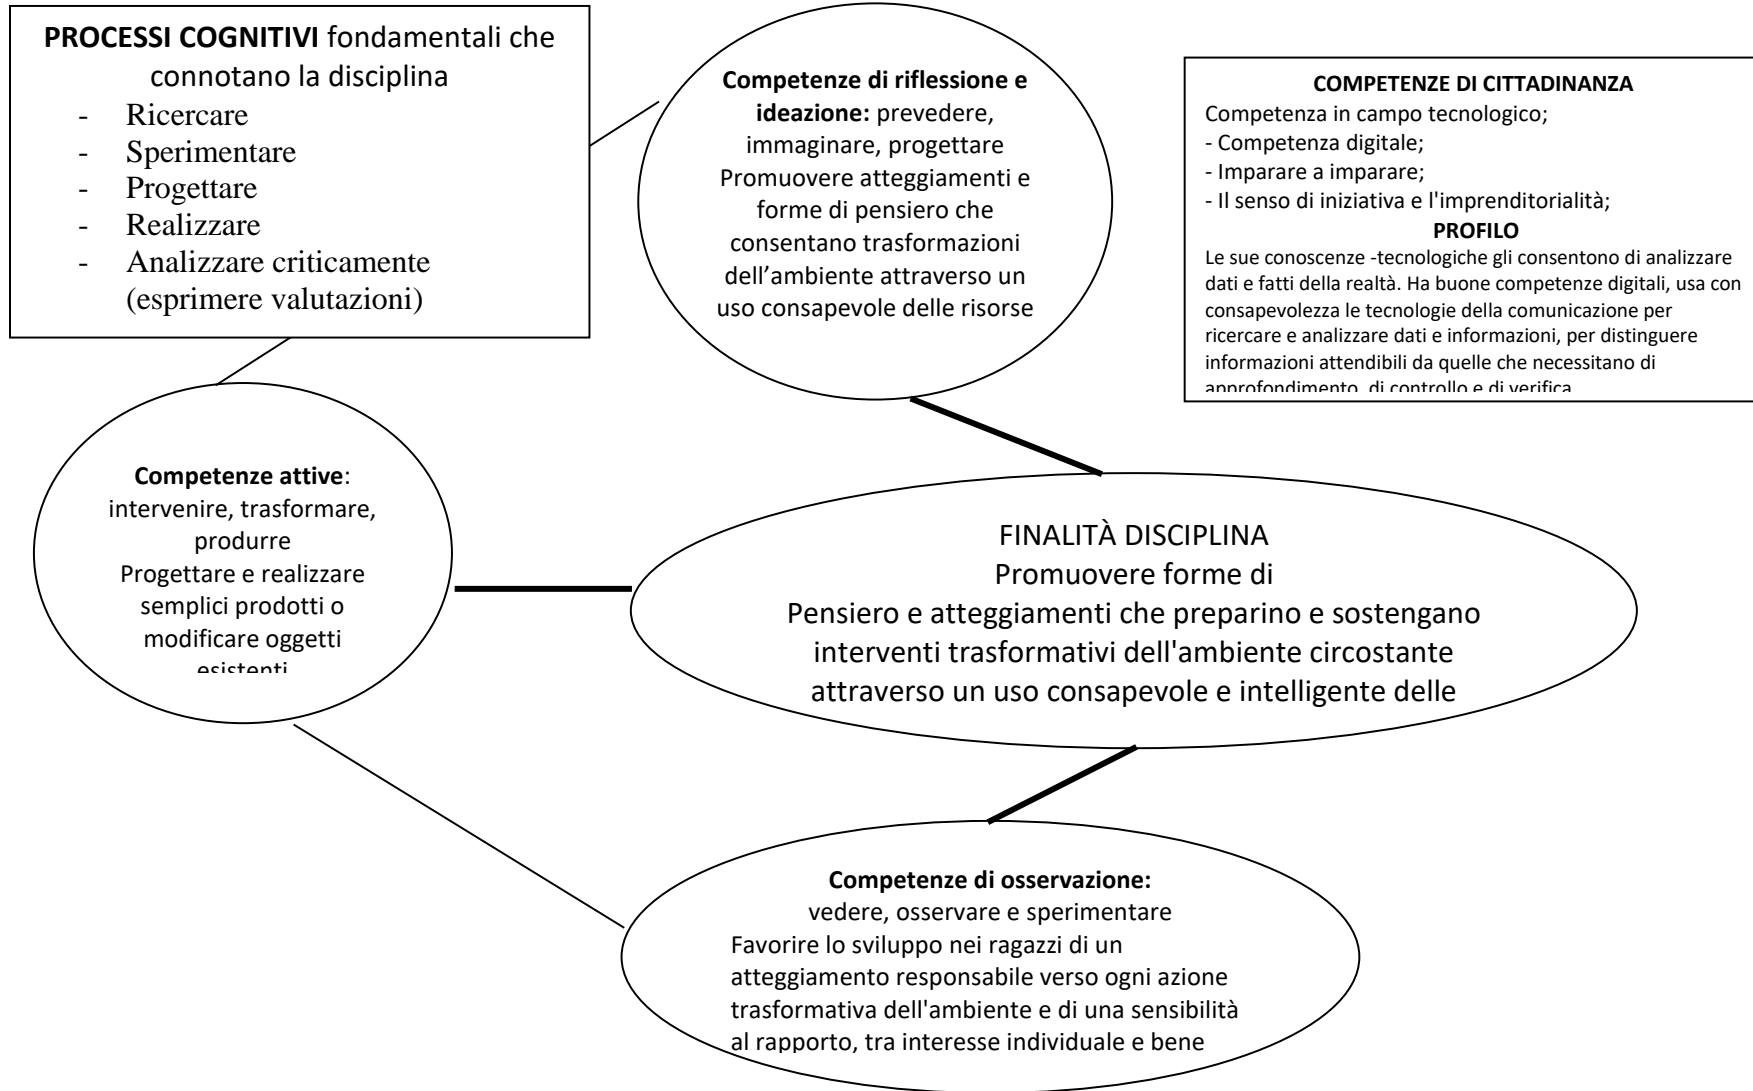 PROCESSI COGNITIVI fondamentali che
connotano la disciplina
- Ricercare
- Sperimentare
- Progettare
- Realizzare
- Analizzare criticamente
(esprimere valutazioni)
Competenze di riflessione e
ideazione: prevedere,
immaginare, progettare
Promuovere atteggiamenti e
forme di pensiero che
consentano trasformazioni
dell’ambiente attraverso un
uso consapevole delle risorse
COMPETENZE DI CITTADINANZA
Competenza in campo tecnologico;
- Competenza digitale;
- Imparare a imparare;
- Il senso di iniziativa e l'imprenditorialità;
PROFILO
Le sue conoscenze -tecnologiche gli consentono di analizzare
dati e fatti della realtà. Ha buone competenze digitali, usa con
consapevolezza le tecnologie della comunicazione per
ricercare e analizzare dati e informazioni, per distinguere
informazioni attendibili da quelle che necessitano di
approfondimento, di controllo e di verifica
Competenze attive:
intervenire, trasformare,
produrre
Progettare e realizzare
semplici prodotti o
modificare oggetti
esistenti
FINALITÀ DISCIPLINA
Promuovere forme di
Pensiero e atteggiamenti che preparino e sostengano
interventi trasformativi dell'ambiente circostante
attraverso un uso consapevole e intelligente delle
Competenze di osservazione:
vedere, osservare e sperimentare
Favorire lo sviluppo nei ragazzi di un
atteggiamento responsabile verso ogni azione
trasformativa dell'ambiente e di una sensibilità
al rapporto, tra interesse individuale e bene